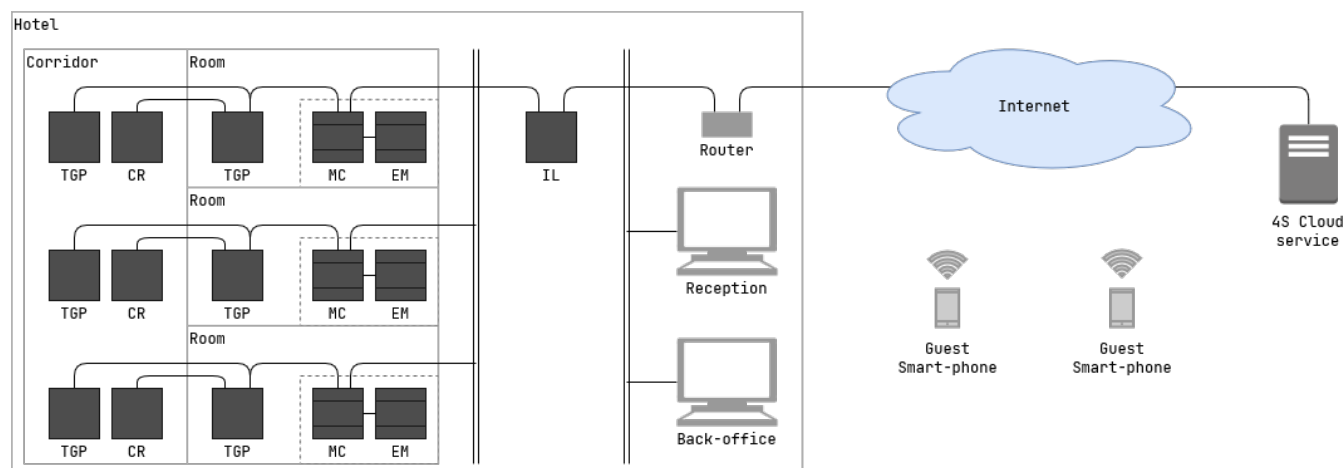 Hotel
Corridor
Room
TGP
CR
TGP
MC
EM
IL
Router
Internet
4S Cloud
service
Room
TGP
CR
TGP
MC
EM
Reception
Guest
Smart-phone
Guest
Smart-phone
Room
TGP
CR
TGP
MC
EM
Back-office